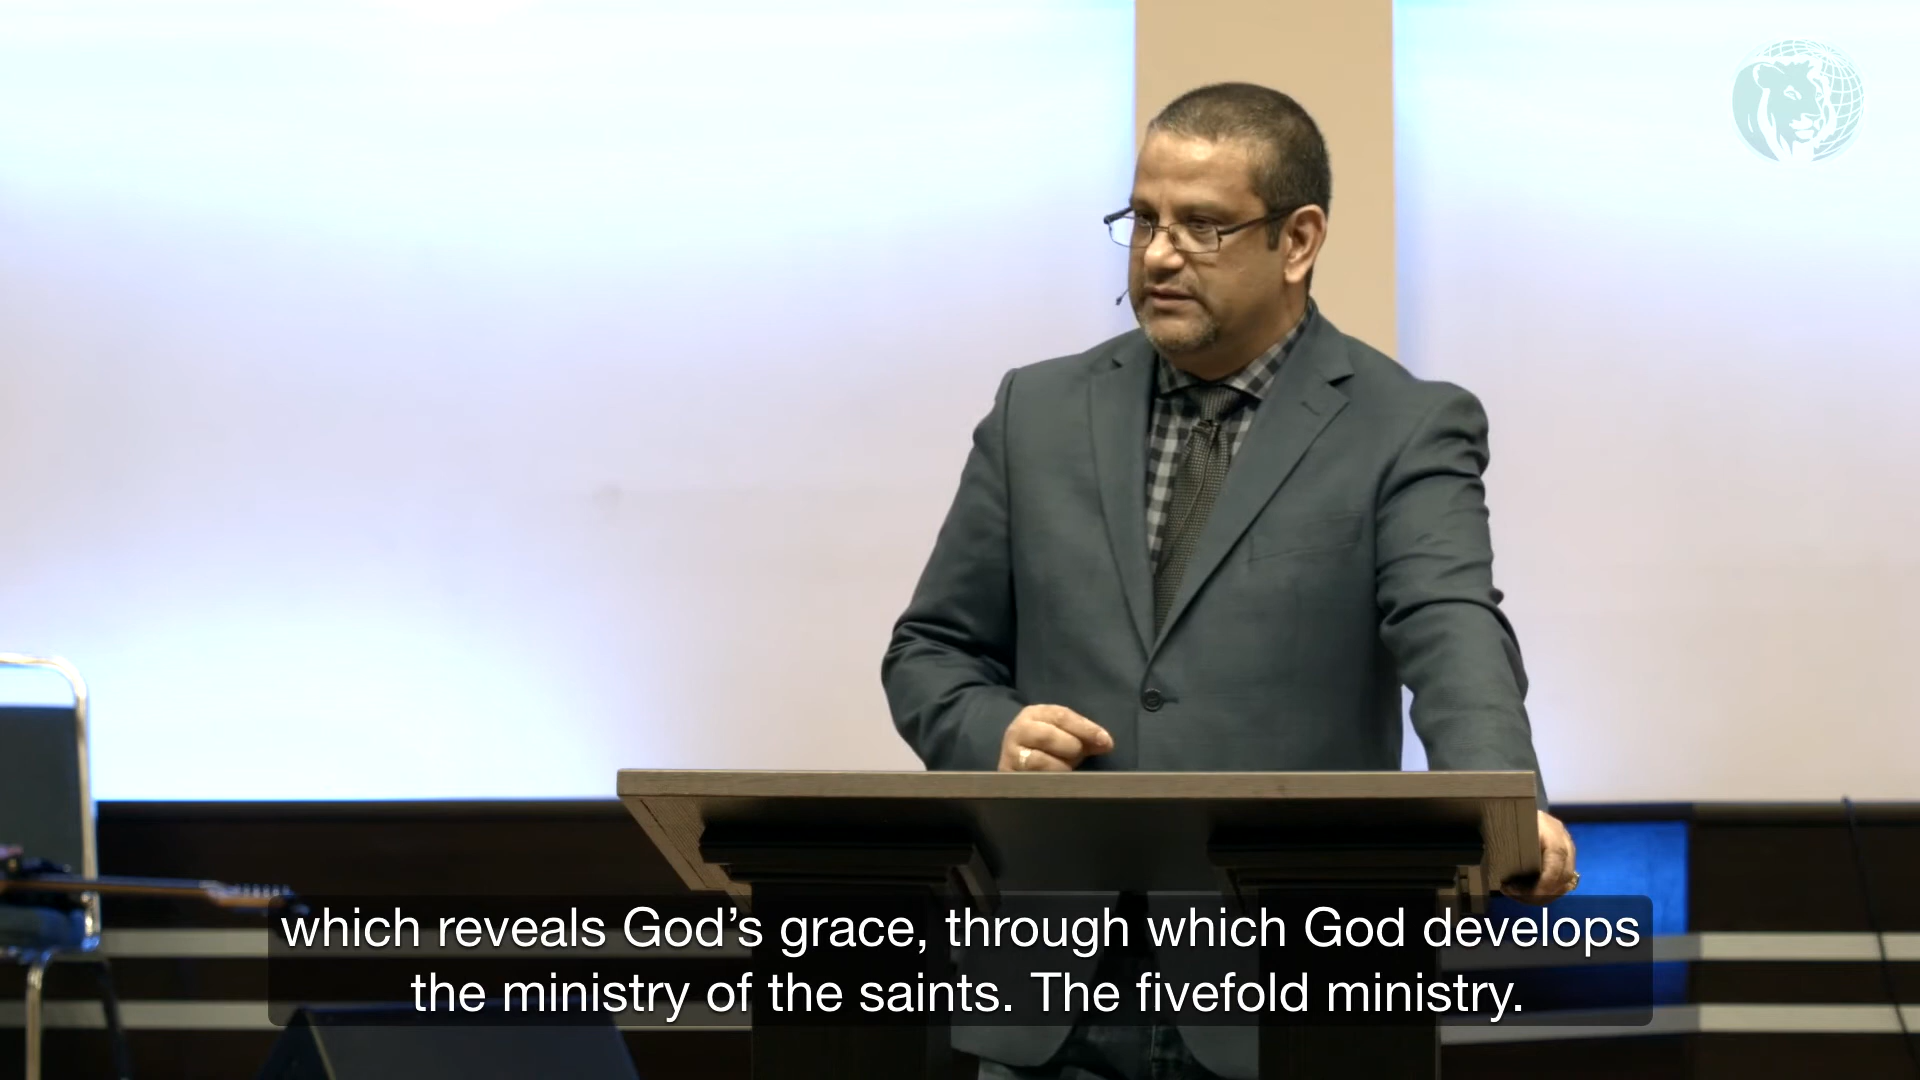 which reveals God’s grace, through which God develops
the ministry of the saints. The fivefold ministry.